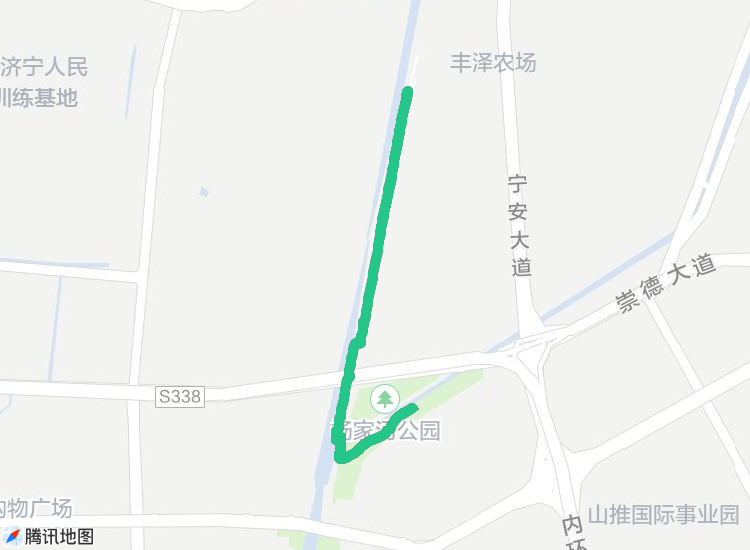 济宁人民
训练基地
丰泽农场
宁安大道
崇德大道
S338
杨家河公园
购物广场
山推国际事业园
内环
腾讯地图